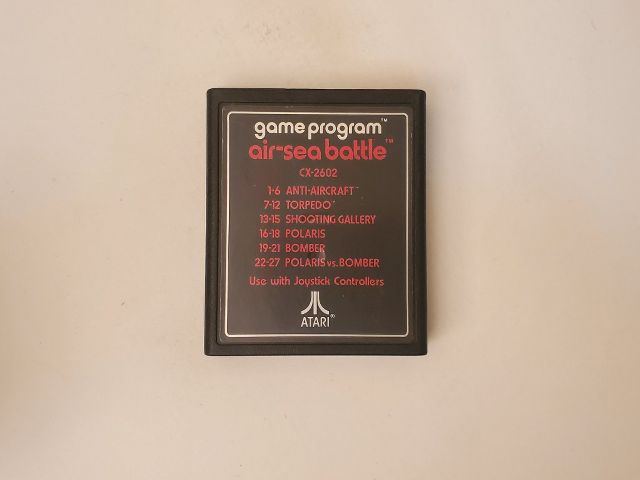 game program™
air-sea battle™
CX-2602
1-6 ANTI-AIRCRAFT™
7-12 TORPEDO™
13-15 SHOOTING GALLERY
16-18 POLARIS
19-21 BOMBER
22-27 POLARIS vs. BOMBER
Use with Joystick Controllers
ATARI®